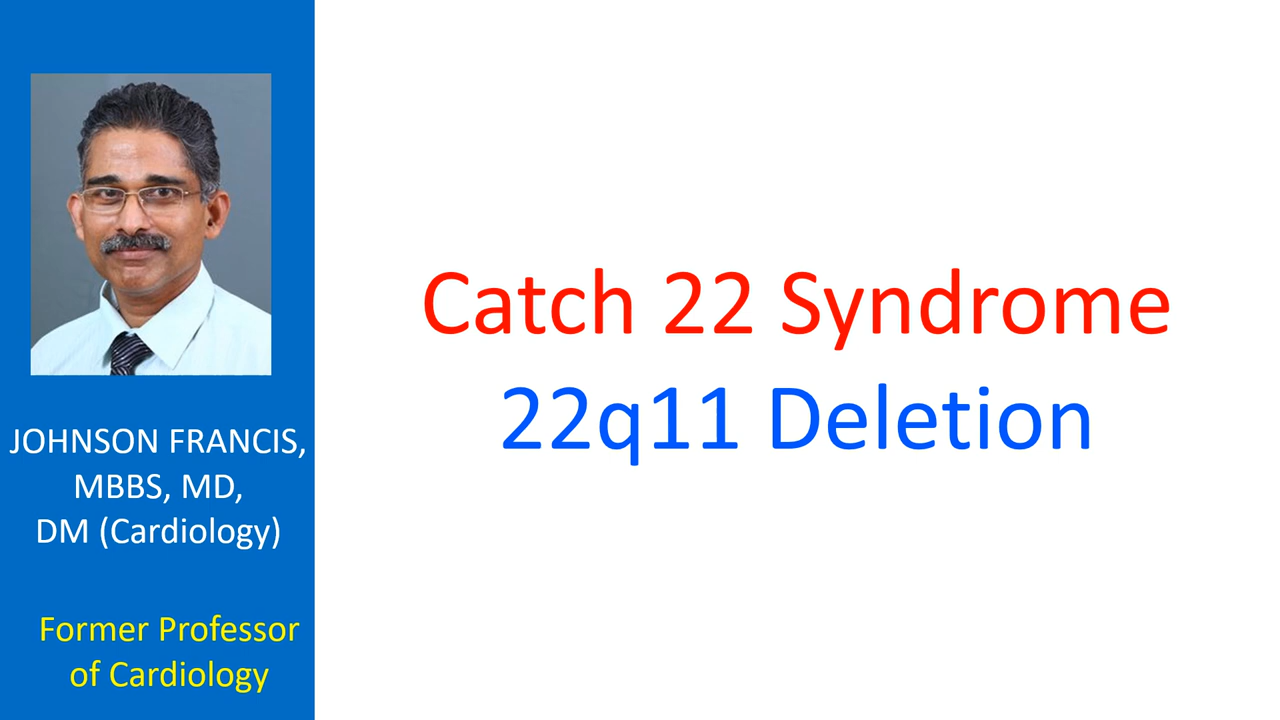 JOHNSON FRANCIS,
MBBS, MD,
DM (Cardiology)
Former Professor
of Cardiology
Catch 22 Syndrome
22q11 Deletion